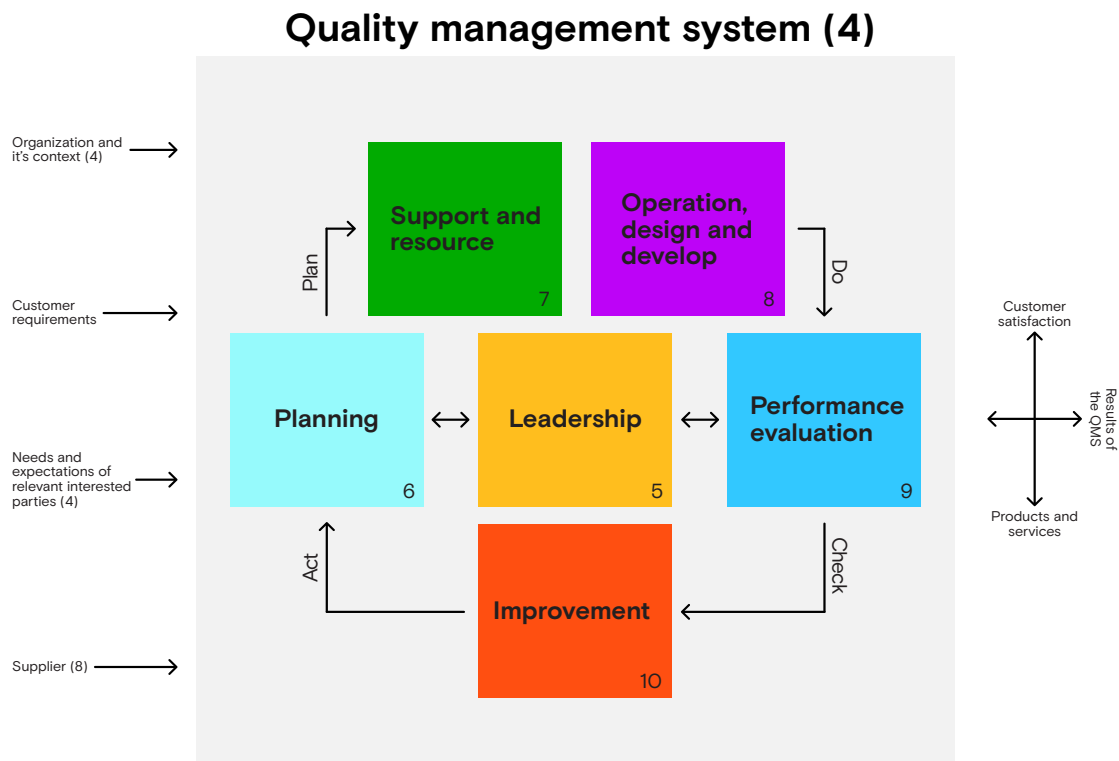 Quality management system (4)
Organization and
it's context (4)
Customer
requirements
Needs and
expectations of
relevant interested
parties (4)
Supplier (8)
Plan
Support and
resource
7
Operation,
design and
develop
8
Do
Planning
6
Leadership
5
Performance
evaluation
9
Act
Improvement
10
Check
Customer
satisfaction
Results of
the QMS
Products and
services